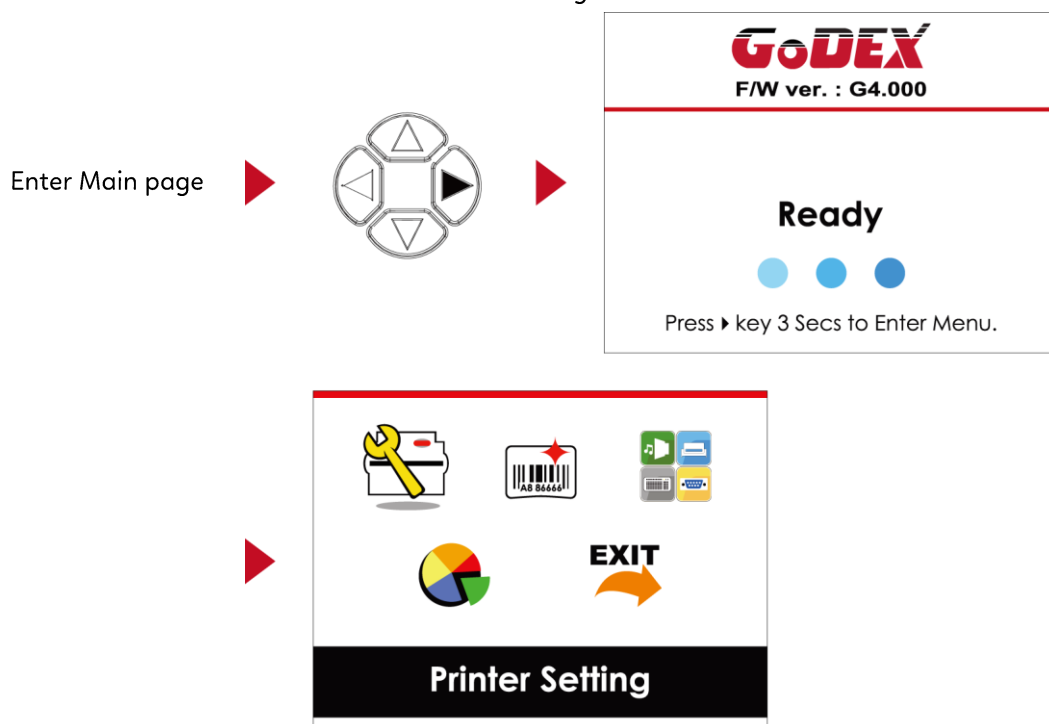 GoDEX
F/W ver. : G4.000
Enter Main page
Ready
Press key 3 Secs to Enter Menu.
AB 86666
EXIT
Printer Setting